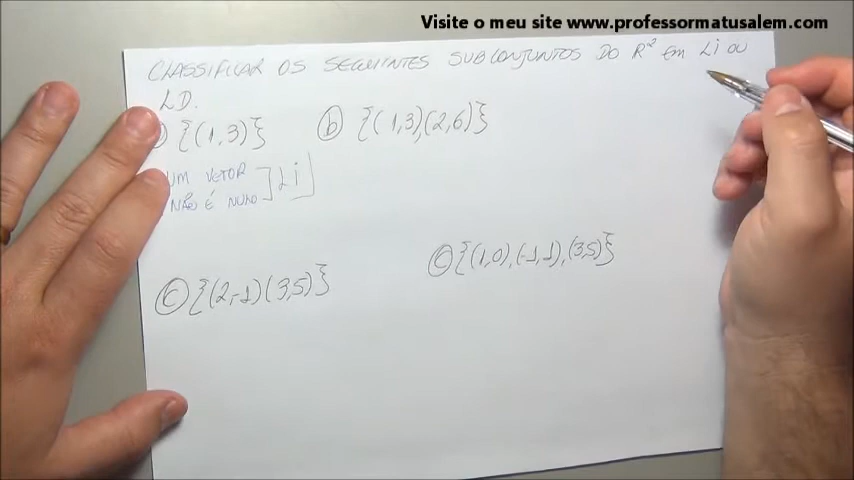 Visite o meu site www.professormatusalem.com
CLASSIFICAR OS SEGUINTES SUBCONJUNTOS DO R² Em Li OU
LD.
{(1,3)} (b) {(1,3),(2,6)}
UM VETOR
NÃO É NULO ] Li
(c) {(1,0),(-1,1),(3,5)}
(c) {(2,-1)(3,5)}